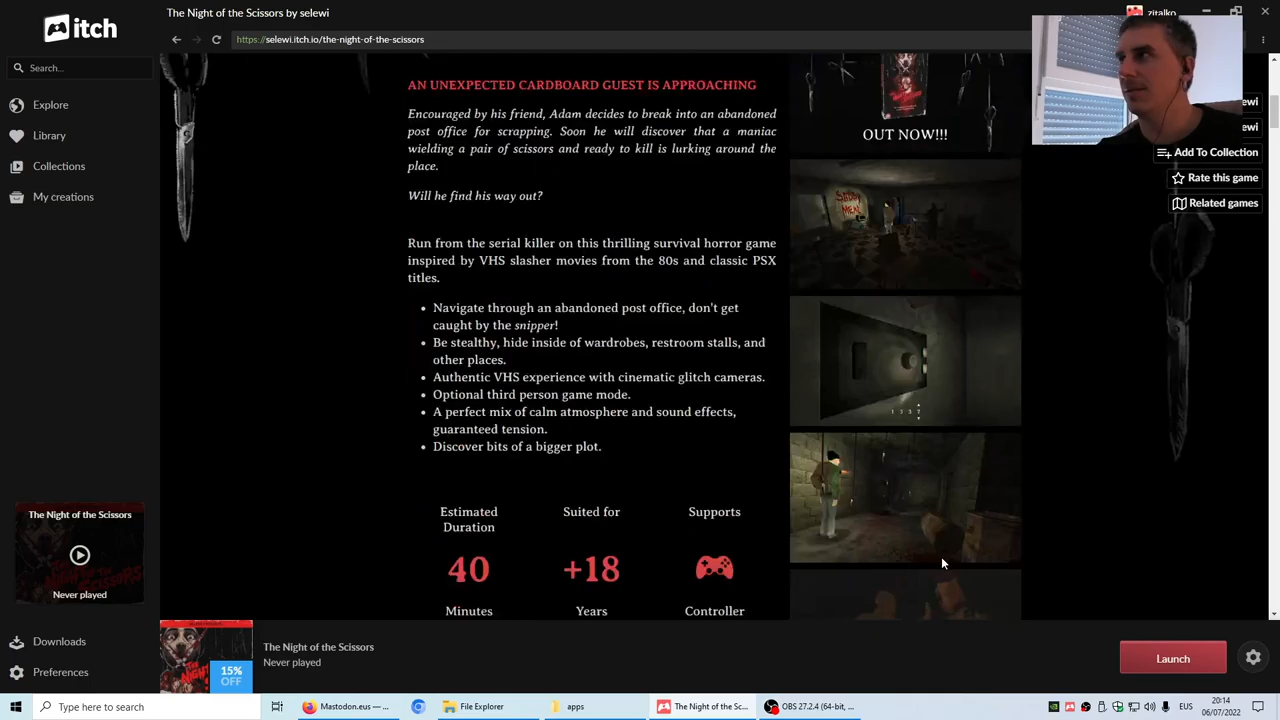 The Night of the Scissors by selewi
itch
https://selewi.itch.io/the-night-of-the-scissors
Search...
Explore
Library
Collections
My creations
AN UNEXPECTED CARDBOARD GUEST IS APPROACHING
Encouraged by his friend, Adam decides to break into an abandoned
post office for scrapping. Soon he will discover that a maniac
wielding a pair of scissors and ready to kill is lurking around the
place.
Will he find his way out?
Run from the serial killer on this thrilling survival horror game
inspired by VHS slasher movies from the 80s and classic PSX
titles.
Navigate through an abandoned post office, don't get
caught by the snipper!
Be stealthy, hide inside of wardrobes, restroom stalls, and
other places.
Authentic VHS experience with cinematic glitch cameras.
Optional third person game mode.
A perfect mix of calm atmosphere and sound effects,
guaranteed tension.
Discover bits of a bigger plot.
Estimated
Duration
40
Minutes
Suited for
+18
Years
Supports
Controller
OUT NOW!!!
ewi
ewi
Add To Collection
Rate this game
Related games
The Night of the Scissors
Never played
Downloads
Preferences
THE
NIGHT
15%
OFF
The Night of the Scissors
Never played
Launch
Type here to search
Mastodon.eus — ...
File Explorer
apps
The Night of the Sc...
OBS 27.2.4 (64-bit, ...
EUS
20:14
06/07/2022